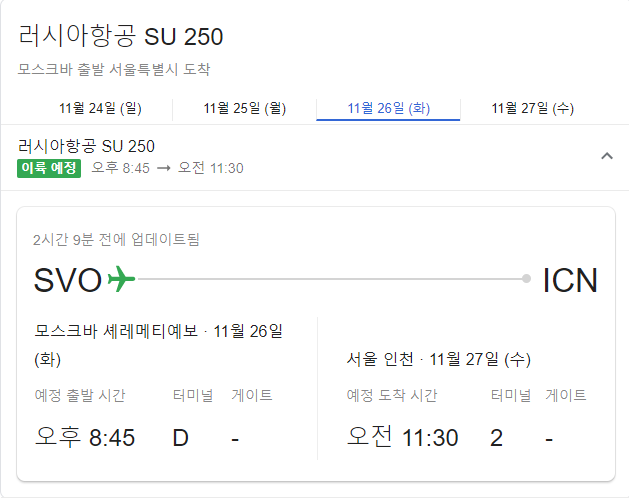 러시아항공 SU 250
모스크바 출발 서울특별시 도착
11월 24일 (일) 11월 25일 (월) 11월 26일 (화) 11월 27일 (수)
러시아항공 SU 250
이륙 예정 오후 8:45 → 오전 11:30
2시간 9분 전에 업데이트됨
SVO ICN
모스크바 셰레메티예보 · 11월 26일
(화)
서울 인천 · 11월 27일 (수)
예정 출발 시간 터미널 게이트 예정 도착 시간 터미널 게이트
오후 8:45 D - 오전 11:30 2 -